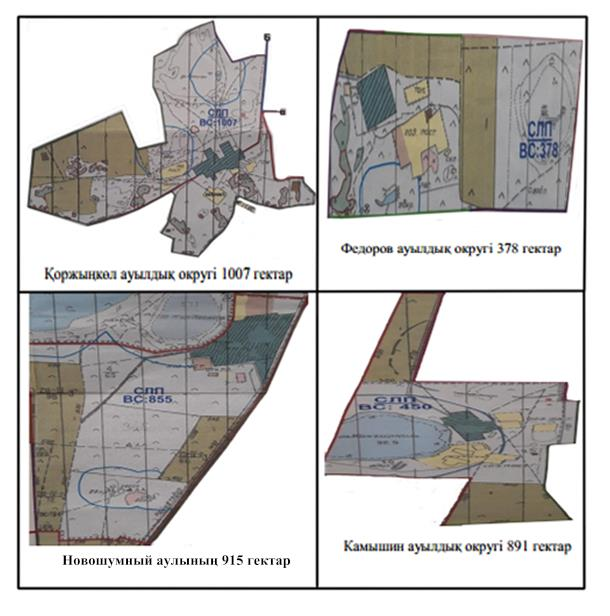 СЛП
ВС:1007
Қоржынкөл ауылдық округі 1007 гектар
СЛП
ВС:378
Федоров ауылдық округі 378 гектар
СЛП
ВС:855
Новошумный аулының 915 гектар
СЛП
ВС: 450
Камышин ауылдық округі 891 гектар